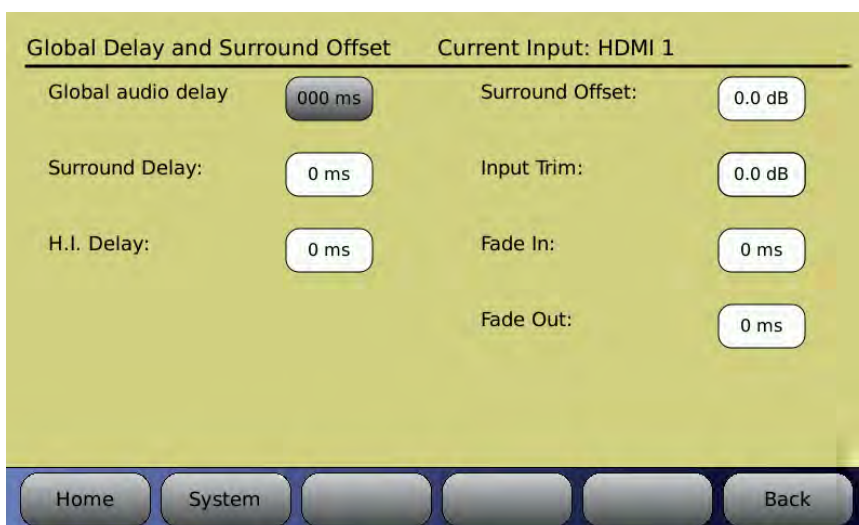 Global Delay and Surround Offset Current Input: HDMI 1
Global audio delay 000 ms Surround Offset: 0.0 dB
Surround Delay: 0 ms Input Trim: 0.0 dB
H.I. Delay: 0 ms Fade In: 0 ms
Fade Out: 0 ms
Home System Back